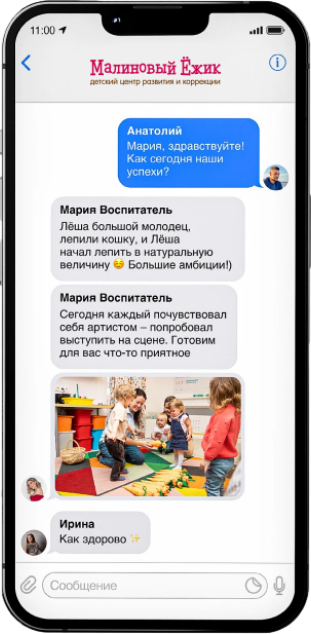 11:00
Малиновый Ёжик
детский центр развития и коррекции
Анатолий
Мария, здравствуйте!
Как сегодня наши
успехи?
Мария Воспитатель
Лёша большой молодец,
лепили кошку, и Лёша
начал лепить в натуральную
величину 😉 Большие амбиции!)
Мария Воспитатель
Сегодня каждый почувствовал
себя артистом – попробовал
выступить на сцене. Готовим
для вас что-то приятное
Ирина
Как здорово ✨
Сообщение